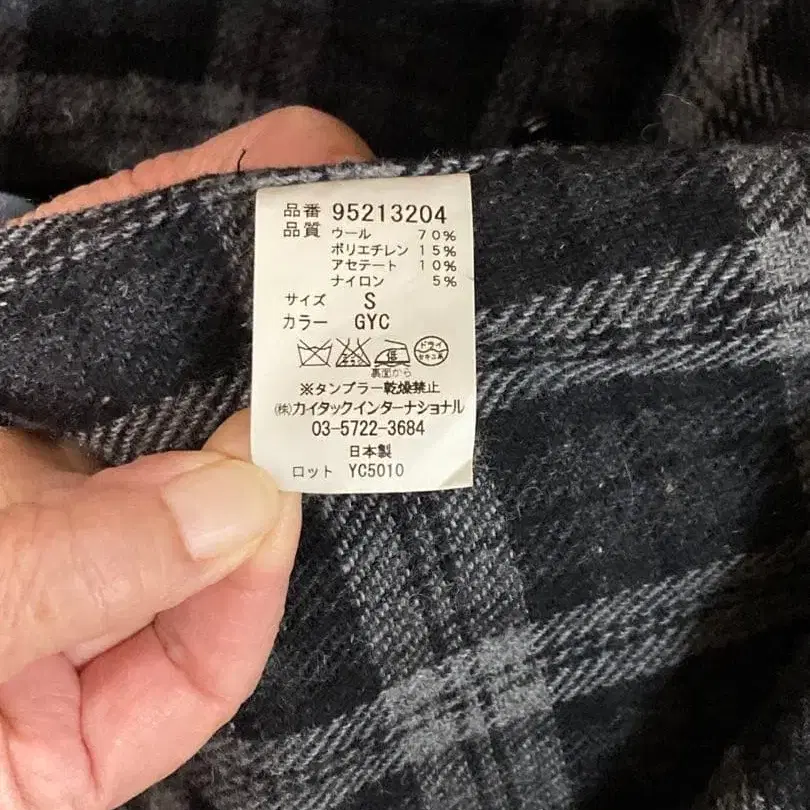 品番 95213204
品質 ウール 70%
ポリエチレン 15%
アセテート 10%
ナイロン 5%
サイズ S
カラー GYC
エンソ 低 ドライ セキユ系
裏面から
※タンブラー乾燥禁止
㈱カイタックインターナショナル
03-5722-3684
日本製
ロット YC5010